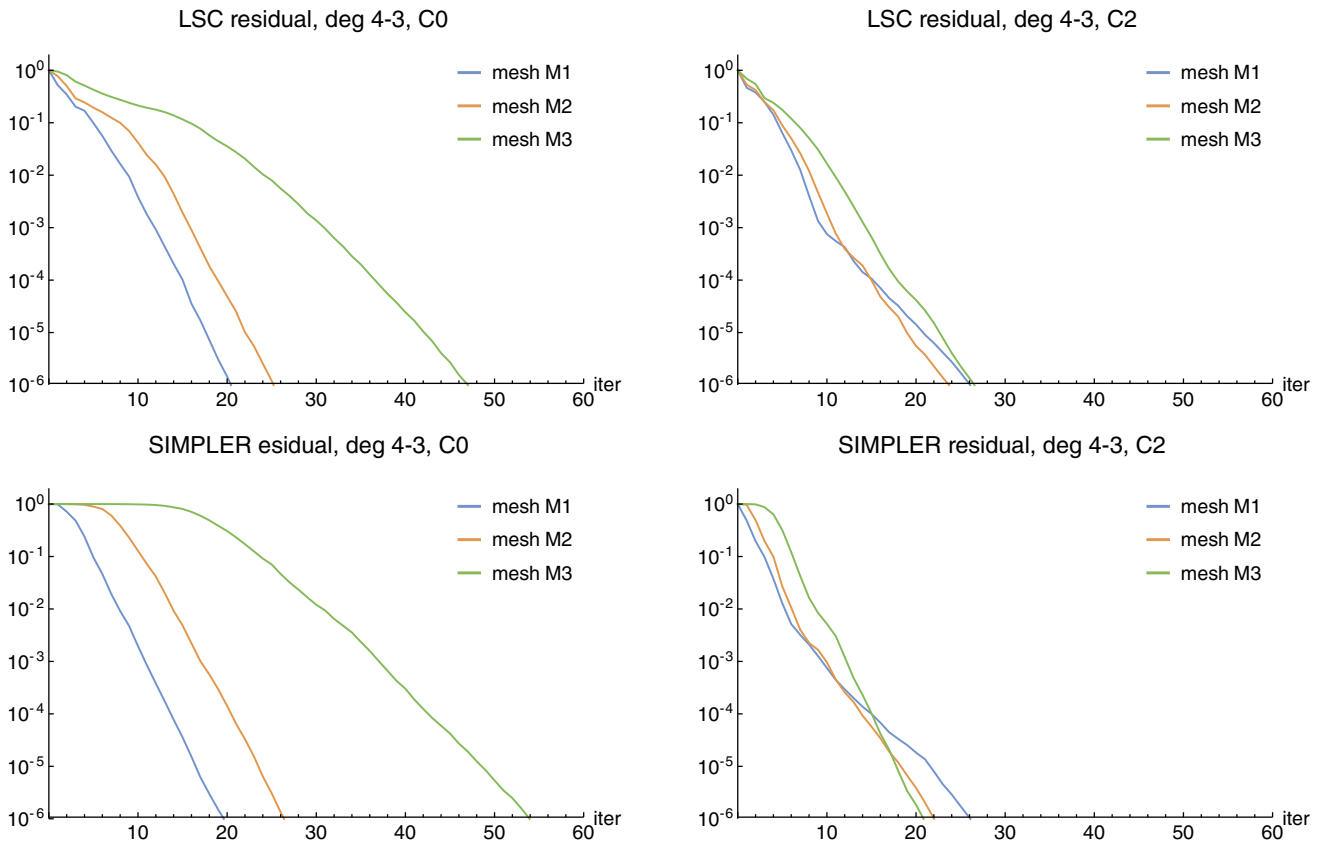 LSC residual, deg 4-3, C0
10^0
10^-1
10^-2
10^-3
10^-4
10^-5
10^-6
mesh M1
mesh M2
mesh M3
10 20 30 40 50 60
iter
LSC residual, deg 4-3, C2
10^0
10^-1
10^-2
10^-3
10^-4
10^-5
10^-6
mesh M1
mesh M2
mesh M3
10 20 30 40 50 60
iter
SIMPLER esidual, deg 4-3, C0
10^0
10^-1
10^-2
10^-3
10^-4
10^-5
10^-6
mesh M1
mesh M2
mesh M3
10 20 30 40 50 60
iter
SIMPLER residual, deg 4-3, C2
10^0
10^-1
10^-2
10^-3
10^-4
10^-5
10^-6
mesh M1
mesh M2
mesh M3
10 20 30 40 50 60
iter